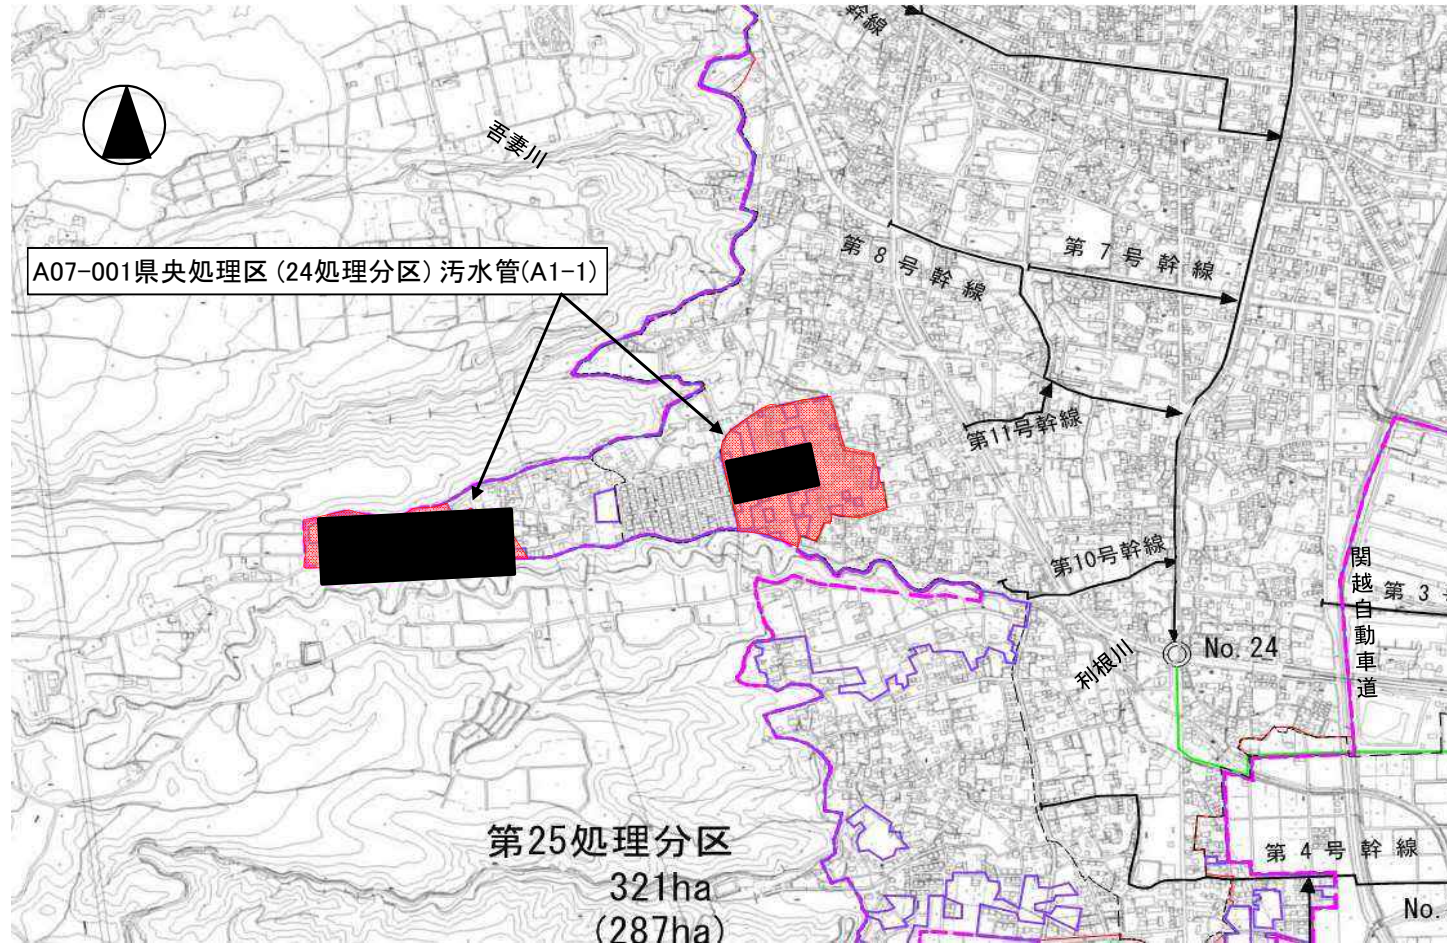 幹線
吾妻川
A07-001県央処理区(24処理分区)汚水管(A1-1)
第8号幹線
第7号幹線
第11号幹線
第10号幹線
関越自動車道
第3
No.24
利根川
第25処理分区
321ha
(287ha)
第4号幹線
No.